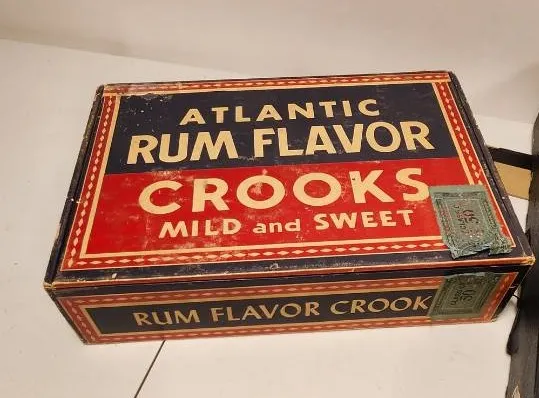 ATLANTIC
RUM FLAVOR
CROOKS
MILD and SWEET
RUM FLAVOR CROOK